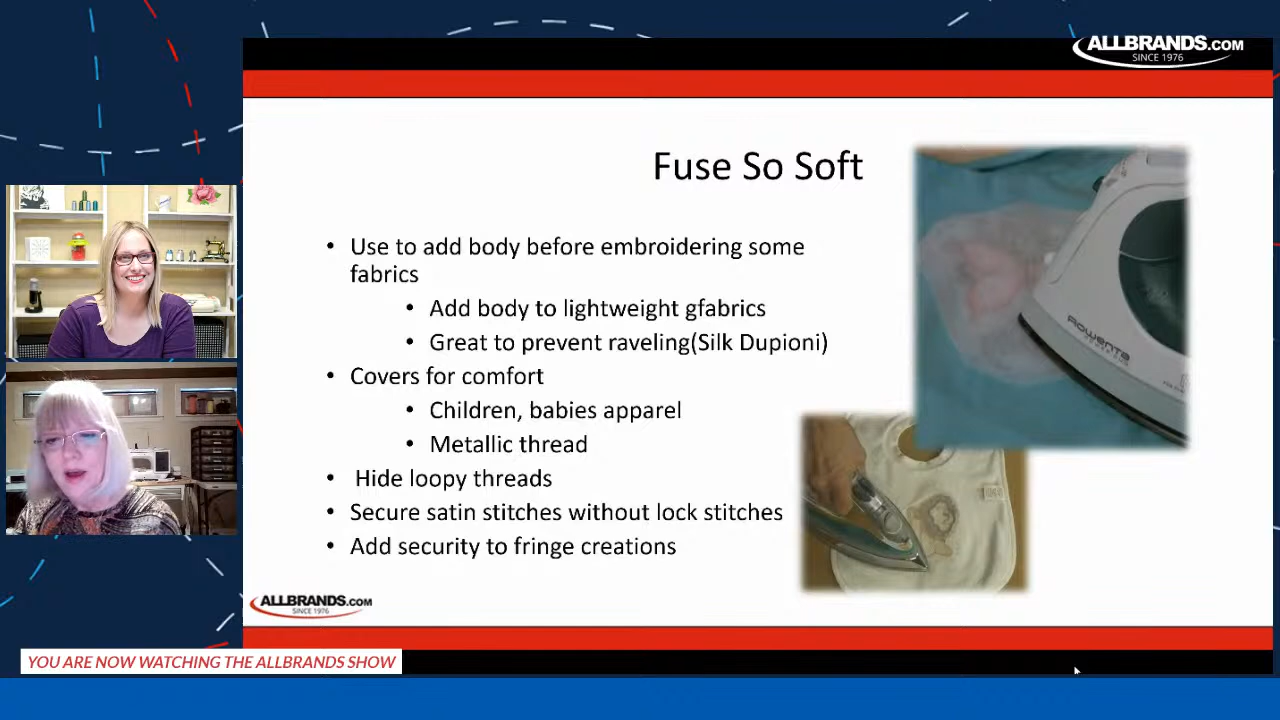 ALLBRANDS.COM
SINCE 1976
Fuse So Soft
• Use to add body before embroidering some
fabrics
• Add body to lightweight gfabrics
• Great to prevent raveling(Silk Dupioni)
• Covers for comfort
• Children, babies apparel
• Metallic thread
• Hide loopy threads
• Secure satin stitches without lock stitches
• Add security to fringe creations
ROWENTA
ALLBRANDS.COM
SINCE 1976
YOU ARE NOW WATCHING THE ALLBRANDS SHOW